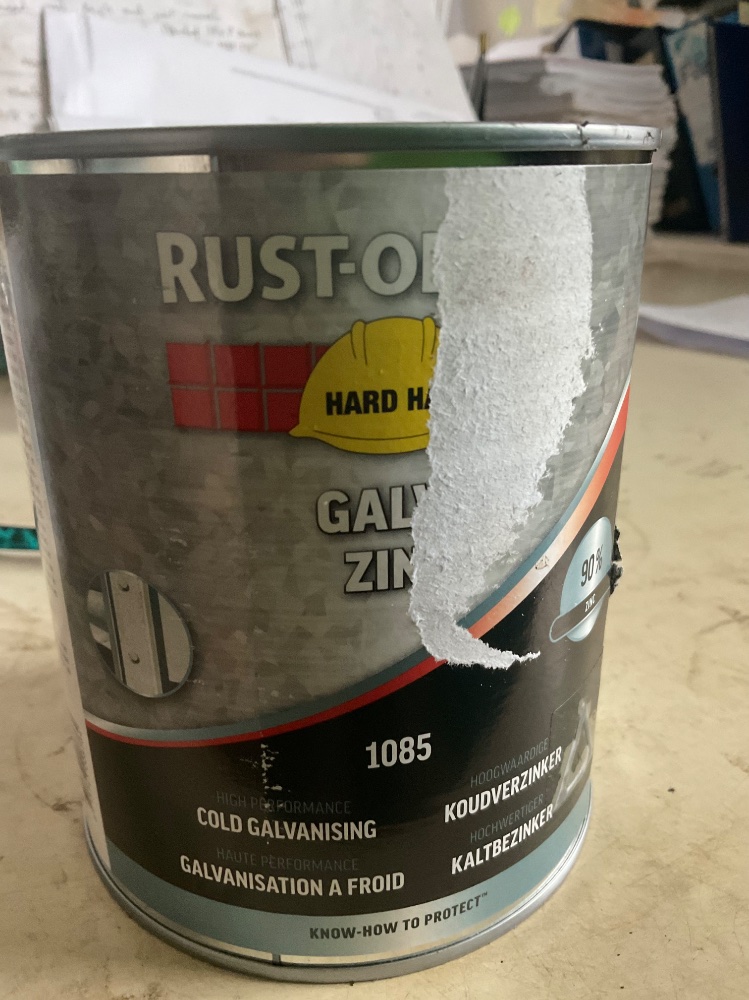 RUST-OL
HARD HA
GALV
ZIN
90%
ZINC
1085
HIGH PERFORMANCE
COLD GALVANISING
HAUTE PERFORMANCE
GALVANISATION A FROID
HOOGWAARDIGE
KOUDVERZINKER
HOCHWERTIGER
KALTBEZINKER
KNOW-HOW TO PROTECT™